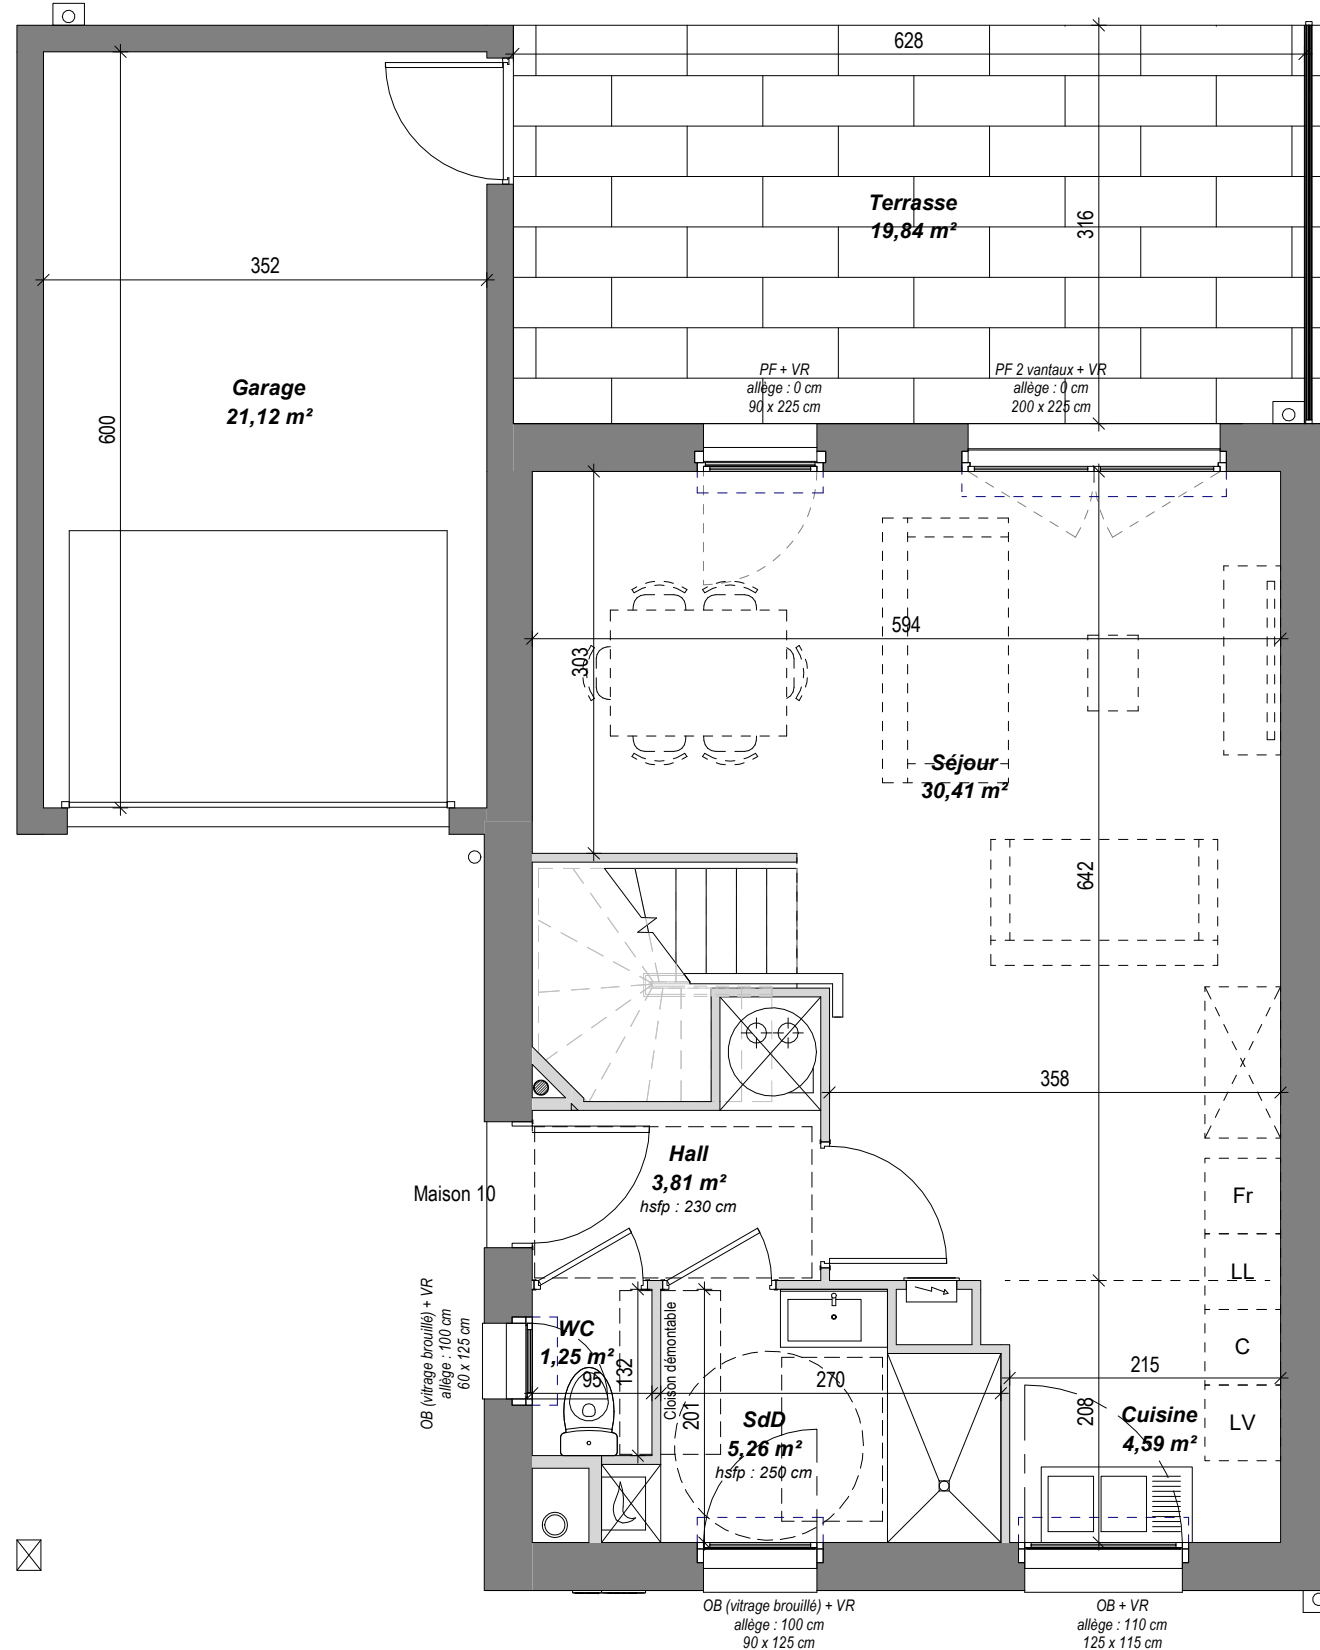 628
Terrasse
19,84 m²
316
352
Garage
21,12 m²
600
PF + VR
allège : 0 cm
90 x 225 cm
PF 2 vantaux + VR
allège : 0 cm
200 x 225 cm
594
303
Séjour
30,41 m²
642
358
Hall
3,81 m²
hsfp : 230 cm
Maison 10
Fr
LL
C
LV
OB (vitrage brouillé) + VR
allège : 100 cm
60 x 125 cm
WC
1,25 m²
95
132
Cloison démontable
201
270
SdD
5,26 m²
hsfp : 250 cm
215
208
Cuisine
4,59 m²
OB (vitrage brouillé) + VR
allège : 100 cm
90 x 125 cm
OB + VR
allège : 110 cm
125 x 115 cm